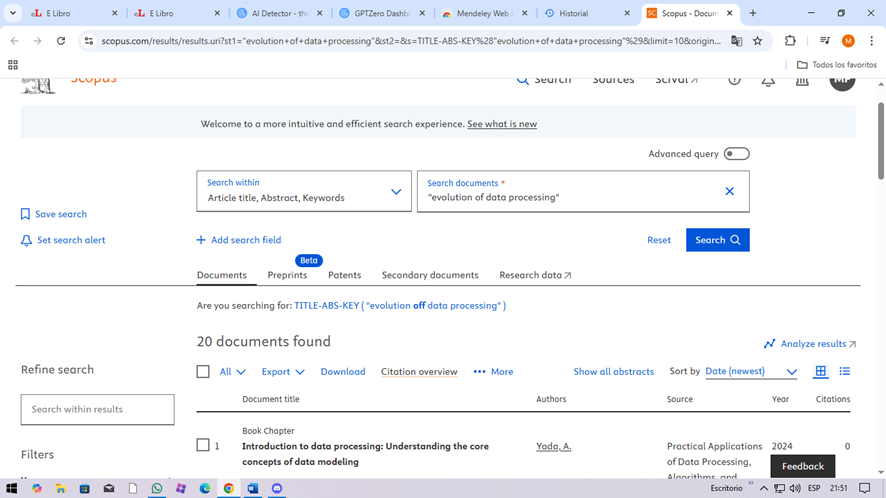 E Libro
E Libro
AI Detector - the
GPTZero Dashb
Mendeley Web
Historial
Scopus - Docum
scopus.com/results/results.uri?st1="evolution+of+data+processing"&st2=&s=TITLE-ABS-KEY%28"evolution+of+data+processing"%29&limit=10&origin...
M
Todos los favoritos
Scopus
Search
Sources
SciVal
MP
Welcome to a more intuitive and efficient search experience. See what is new
Advanced query
Search within
Article title, Abstract, Keywords
Search documents *
"evolution of data processing"
Save search
Set search alert
Add search field
Reset
Search
Beta
Documents
Preprints
Patents
Secondary documents
Research data
Are you searching for: TITLE-ABS-KEY ( "evolution off data processing" )
20 documents found
Analyze results
Refine search
All
Export
Download
Citation overview
More
Show all abstracts
Sort by
Date (newest)
Search within results
Document title
Authors
Source
Year
Citations
Book Chapter
1
Introduction to data processing: Understanding the core
concepts of data modeling
Yada, A.
Practical Applications
of Data Processing,
Algorithms, and
2024
0
Filters
Feedback
Escritorio
ESP
21:51